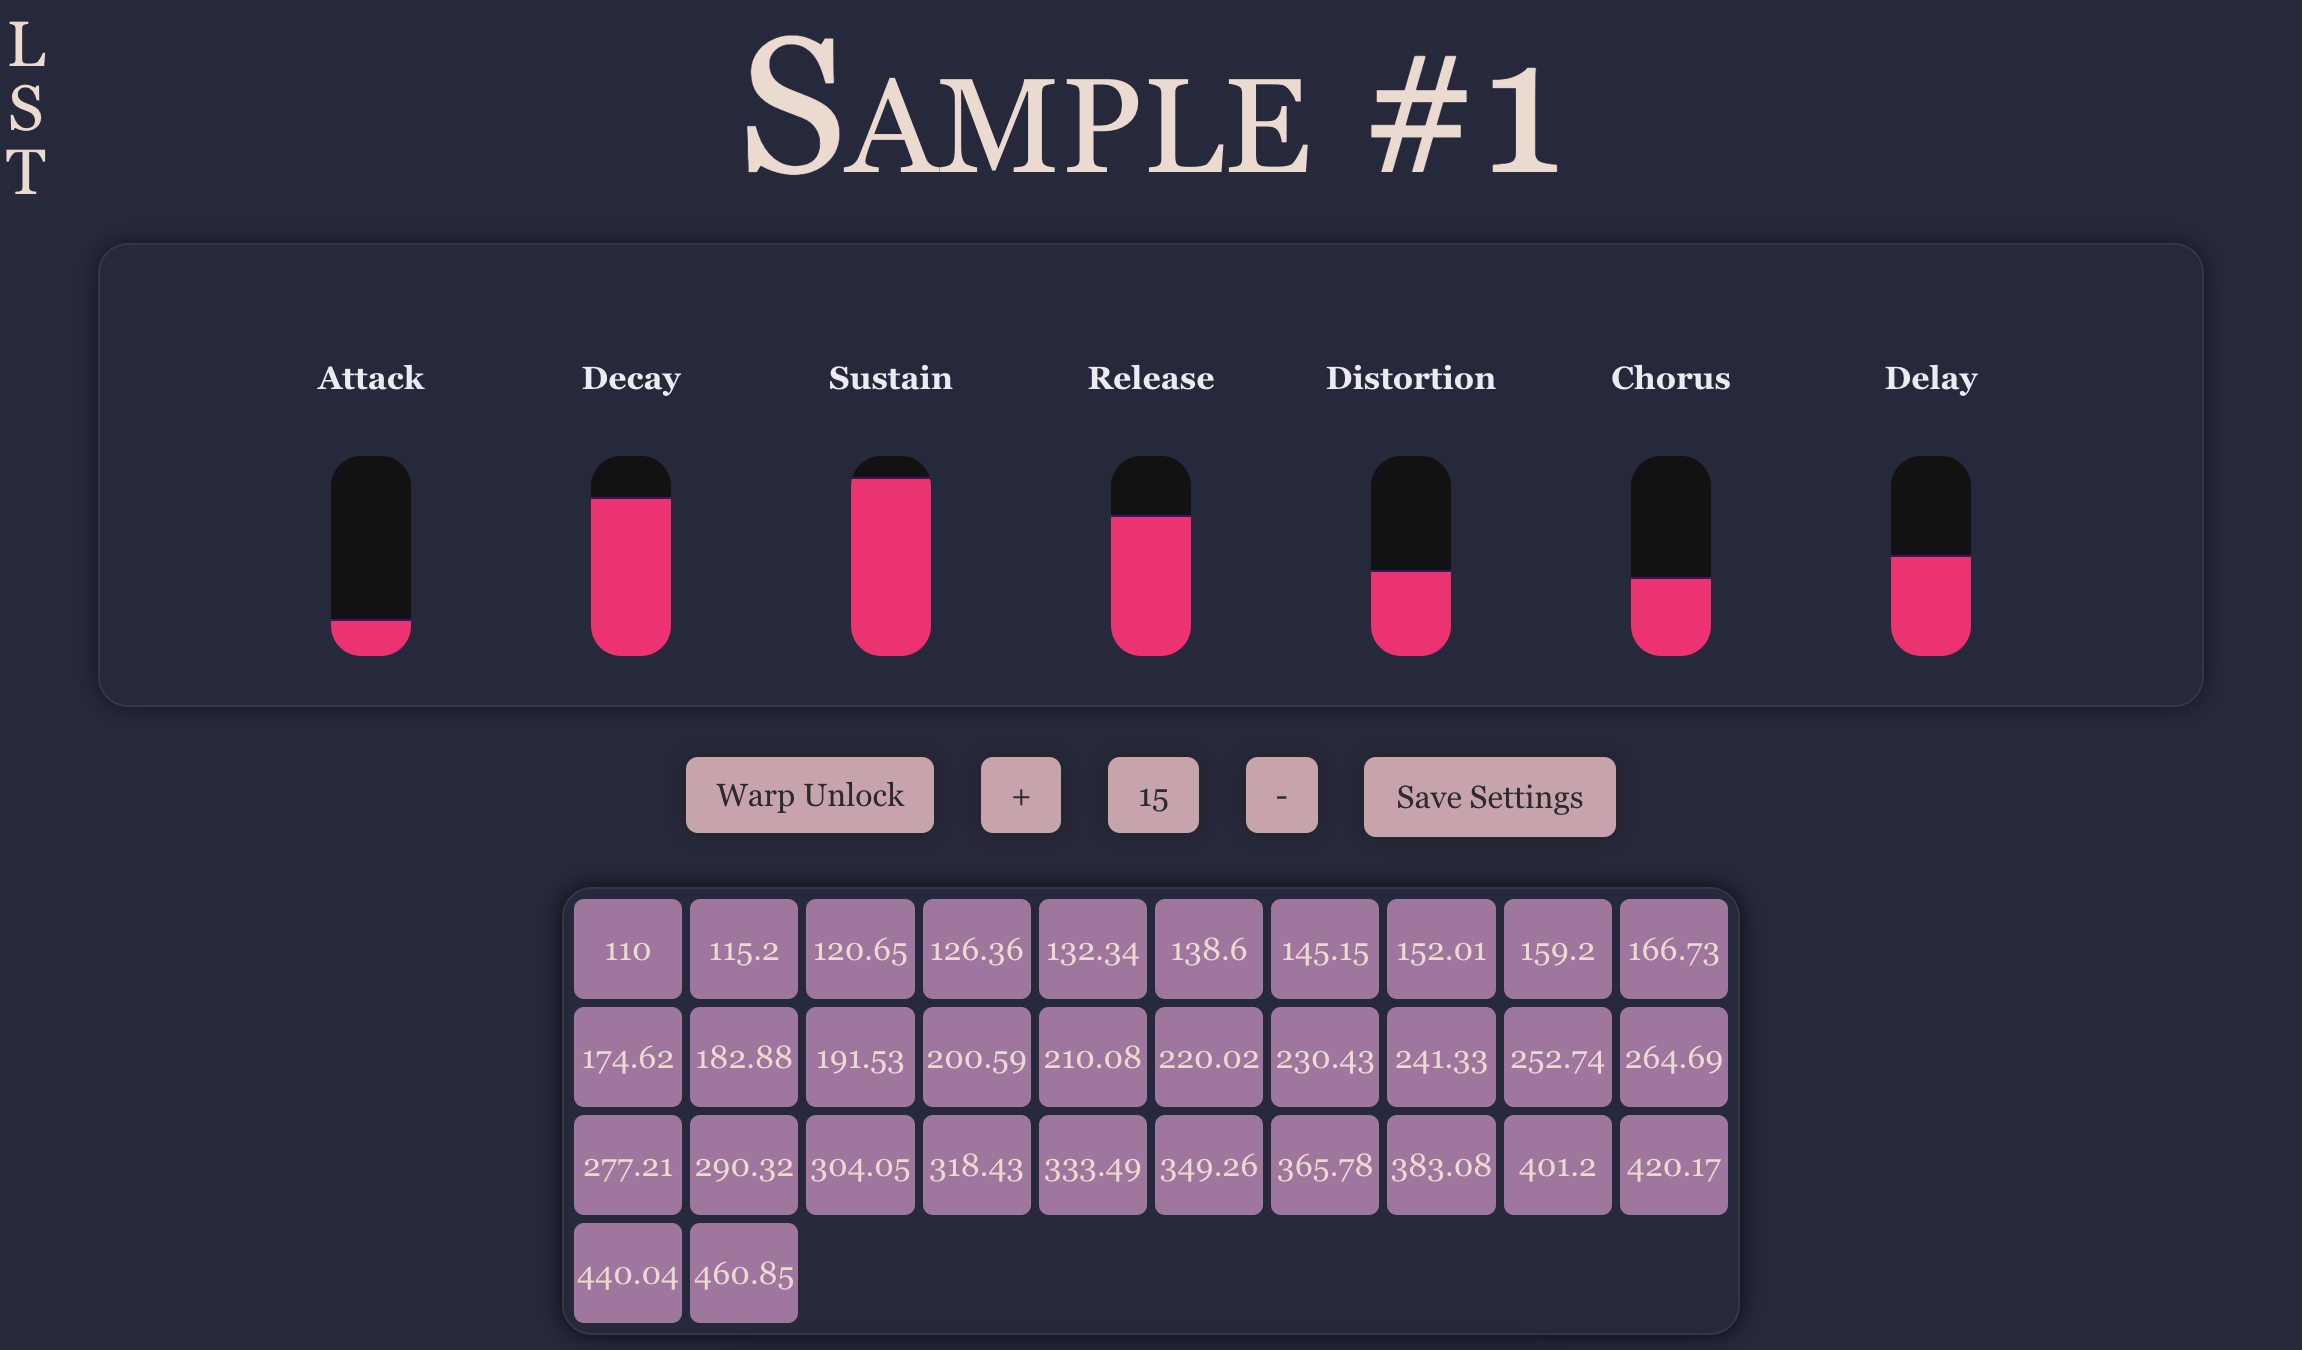 L
S
T
Sample #1
Attack Decay Sustain Release Distortion Chorus Delay
Warp Unlock + 15 - Save Settings
110 115.2 120.65 126.36 132.34 138.6 145.15 152.01 159.2 166.73
174.62 182.88 191.53 200.59 210.08 220.02 230.43 241.33 252.74 264.69
277.21 290.32 304.05 318.43 333.49 349.26 365.78 383.08 401.2 420.17
440.04 460.85